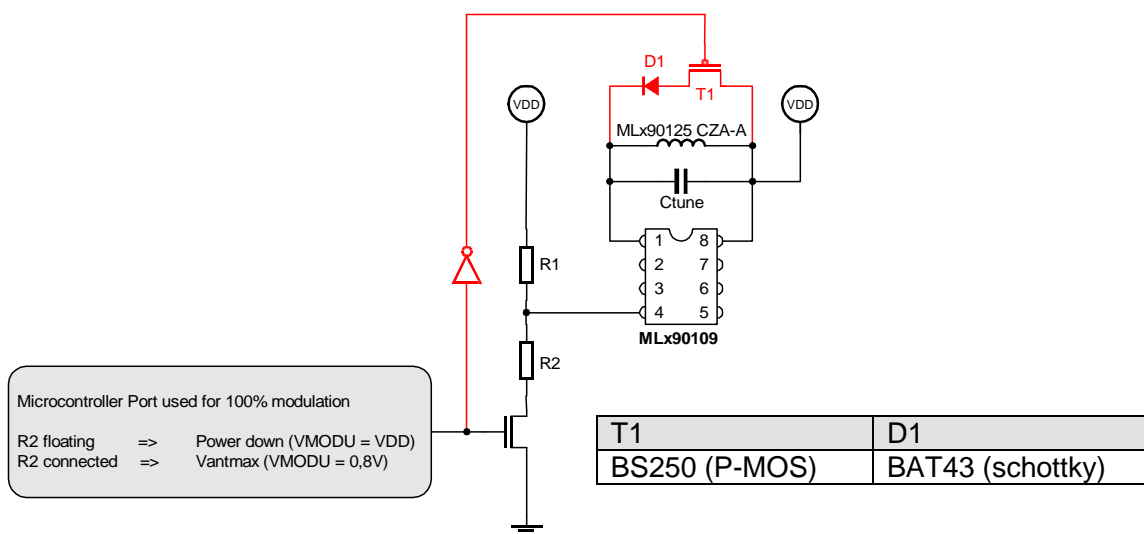 D1
T1
VDD
VDD
MLx90125 CZA-A
Ctune
1 8
2 7
3 6
4 5
R1
MLx90109
R2
Microcontroller Port used for 100% modulation
R2 floating => Power down (VMODU = VDD)
R2 connected => Vantmax (VMODU = 0,8V)
T1 D1
BS250 (P-MOS) BAT43 (schottky)